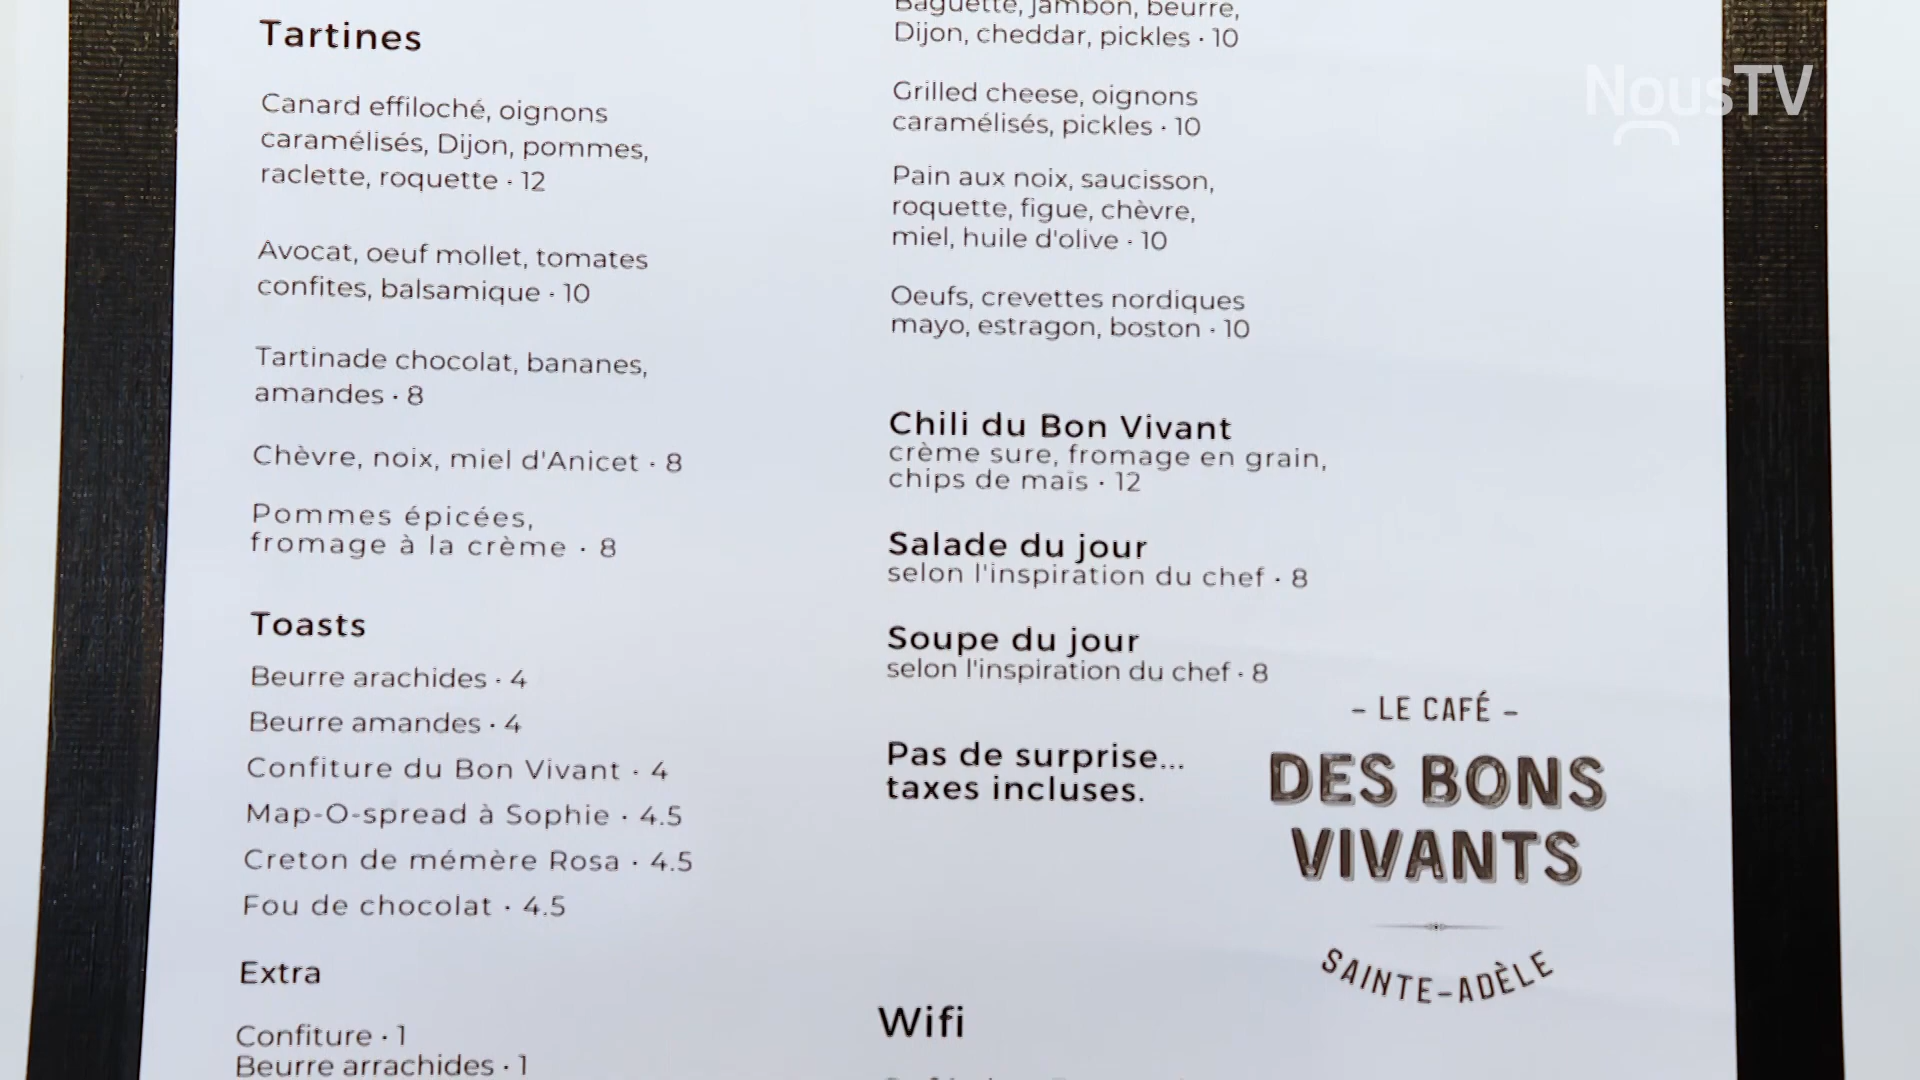 Tartines
Canard effiloché, oignons
caramélisés, Dijon, pommes,
raclette, roquette · 12
Avocat, oeuf mollet, tomates
confites, balsamique · 10
Tartinade chocolat, bananes,
amandes · 8
Chèvre, noix, miel d'Anicet · 8
Pommes épicées,
fromage à la crème · 8
Toasts
Beurre arachides · 4
Beurre amandes · 4
Confiture du Bon Vivant · 4
Map-O-spread à Sophie · 4.5
Creton de mémère Rosa · 4.5
Fou de chocolat · 4.5
Extra
Confiture · 1
Beurre arrachides · 1
Baguette, jambon, beurre,
Dijon, cheddar, pickles · 10
Grilled cheese, oignons
caramélisés, pickles · 10
Pain aux noix, saucisson,
roquette, figue, chèvre,
miel, huile d'olive · 10
Oeufs, crevettes nordiques
mayo, estragon, boston · 10
Chili du Bon Vivant
crème sure, fromage en grain,
chips de maïs · 12
Salade du jour
selon l'inspiration du chef · 8
Soupe du jour
selon l'inspiration du chef · 8
Pas de surprise...
taxes incluses.
- LE CAFÉ -
DES BONS
VIVANTS
SAINTE-ADÈLE
Wifi
NousTV